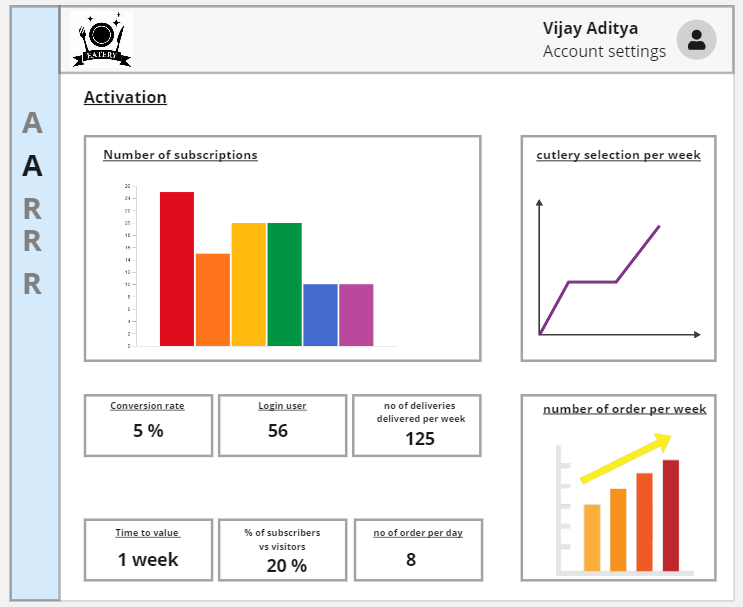 EATERY
Vijay Aditya
Account settings
A
A
R
R
R
Activation
Number of subscriptions
26
24
22
20
18
16
14
12
10
8
6
4
2
0
cutlery selection per week
Conversion rate
5 %
Login user
56
no of deliveries
delivered per week
125
number of order per week
Time to value
1 week
% of subscribers
vs visitors
20 %
no of order per day
8